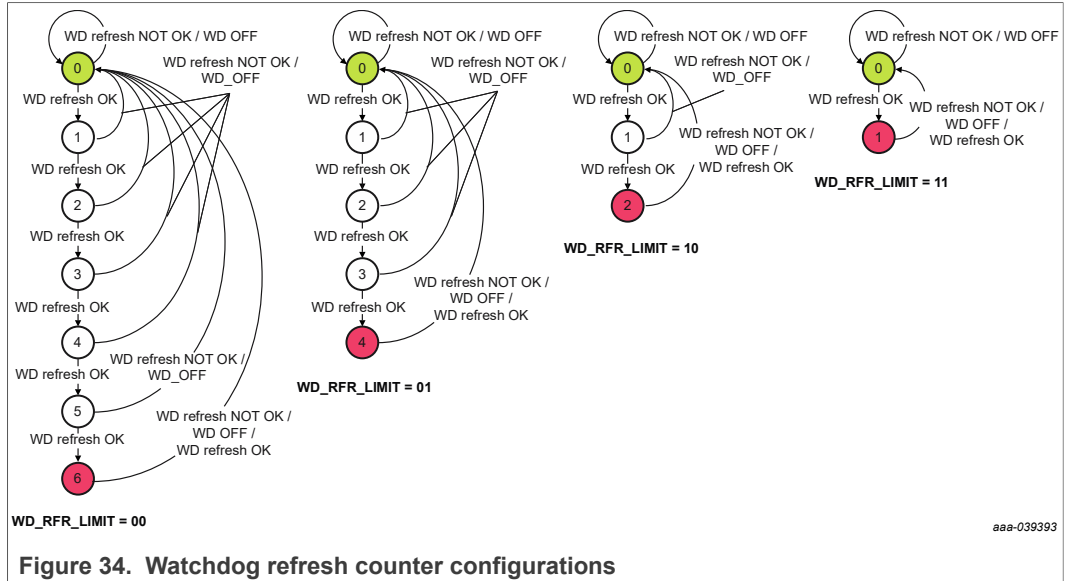 WD refresh NOT OK / WD OFF
0
WD refresh NOT OK /
WD_OFF
WD refresh OK
1
WD refresh OK
2
WD refresh OK
3
WD refresh OK
4
WD refresh NOT OK /
WD_OFF
WD refresh OK
5
WD refresh NOT OK /
WD OFF /
WD refresh OK
WD refresh OK
6
WD_RFR_LIMIT = 00
WD refresh NOT OK / WD OFF
0
WD refresh NOT OK /
WD_OFF
WD refresh OK
1
WD refresh OK
2
WD refresh OK
3
WD refresh NOT OK /
WD OFF /
WD refresh OK
WD refresh OK
4
WD_RFR_LIMIT = 01
WD refresh NOT OK / WD OFF
0
WD refresh NOT OK /
WD_OFF
WD refresh OK
1
WD refresh NOT OK /
WD OFF /
WD refresh OK
WD refresh OK
2
WD_RFR_LIMIT = 10
WD refresh NOT OK / WD OFF
0
WD refresh OK
WD refresh NOT OK /
WD OFF /
WD refresh OK
1
WD_RFR_LIMIT = 11
aaa-039393
Figure 34. Watchdog refresh counter configurations